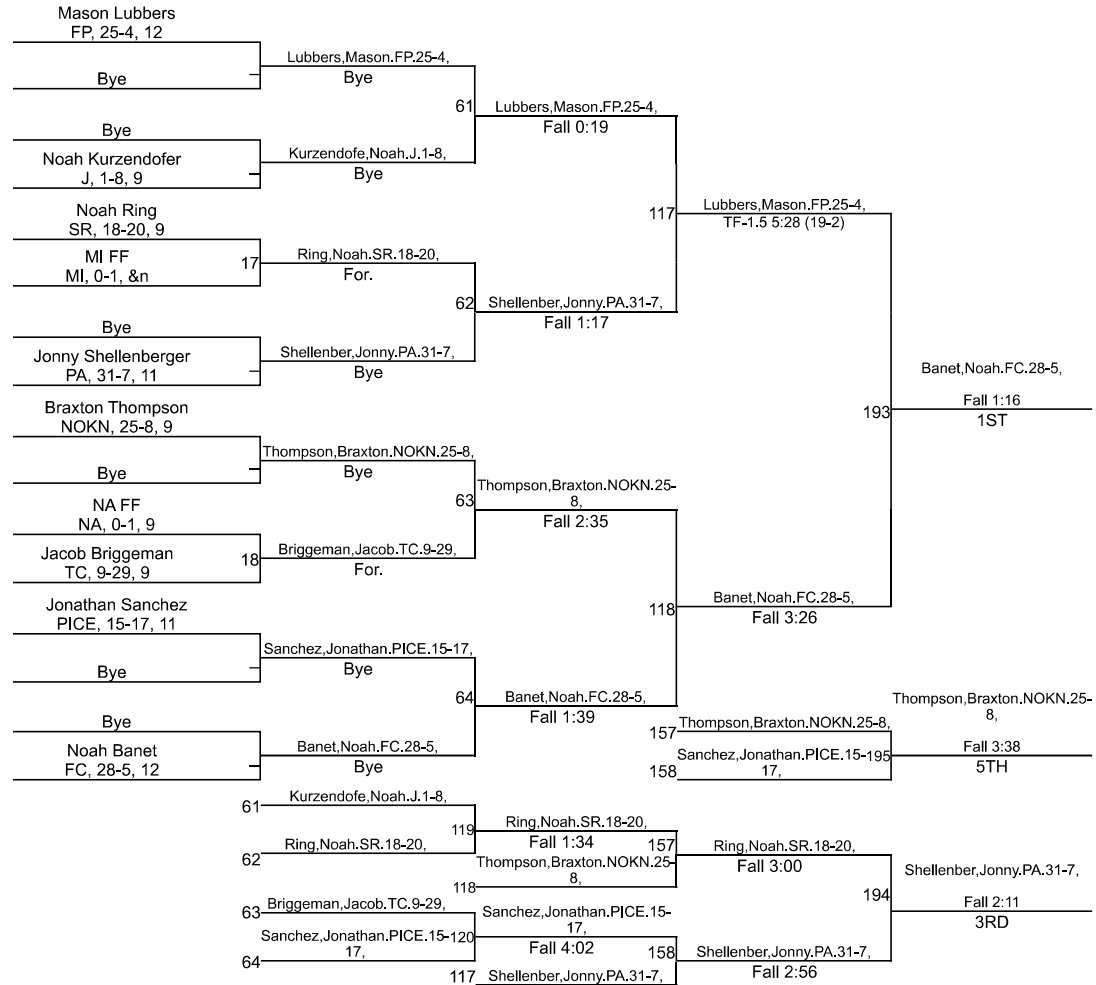 Mason Lubbers
FP, 25-4, 12
Lubbers,Mason.FP.25-4,
Bye
Bye
61
Lubbers,Mason.FP.25-4,
Fall 0:19
Bye
Noah Kurzendofer
J, 1-8, 9
Kurzendofe,Noah.J.1-8,
Bye
117
Lubbers,Mason.FP.25-4,
TF-1.5 5:28 (19-2)
Noah Ring
SR, 18-20, 9
MI FF
MI, 0-1, &n
17
Ring,Noah.SR.18-20,
For.
62
Shellenber,Jonny.PA.31-7,
Fall 1:17
Bye
Jonny Shellenberger
PA, 31-7, 11
Shellenber,Jonny.PA.31-7,
Bye
193
Banet,Noah.FC.28-5,
Fall 1:16
1ST
Braxton Thompson
NOKN, 25-8, 9
Bye
Thompson,Braxton.NOKN.25-8,
Bye
63
Thompson,Braxton.NOKN.25-
8,
Fall 2:35
NA FF
NA, 0-1, 9
Jacob Briggeman
TC, 9-29, 9
18
Briggeman,Jacob.TC.9-29,
For.
118
Banet,Noah.FC.28-5,
Fall 3:26
Jonathan Sanchez
PICE, 15-17, 11
Bye
Sanchez,Jonathan.PICE.15-17,
Bye
64
Banet,Noah.FC.28-5,
Fall 1:39
Bye
Noah Banet
FC, 28-5, 12
Banet,Noah.FC.28-5,
Bye
157
Thompson,Braxton.NOKN.25-8,
158
Sanchez,Jonathan.PICE.15-
17,
195
Thompson,Braxton.NOKN.25-
8,
Fall 3:38
5TH
61
Kurzendofe,Noah.J.1-8,
62
Ring,Noah.SR.18-20,
119
Ring,Noah.SR.18-20,
Fall 1:34
118
Thompson,Braxton.NOKN.25-
8,
157
Ring,Noah.SR.18-20,
Fall 3:00
63
Briggeman,Jacob.TC.9-29,
64
Sanchez,Jonathan.PICE.15-
17,
120
Sanchez,Jonathan.PICE.15-
17,
Fall 4:02
117
Shellenber,Jonny.PA.31-7,
158
Shellenber,Jonny.PA.31-7,
Fall 2:56
194
Shellenber,Jonny.PA.31-7,
Fall 2:11
3RD